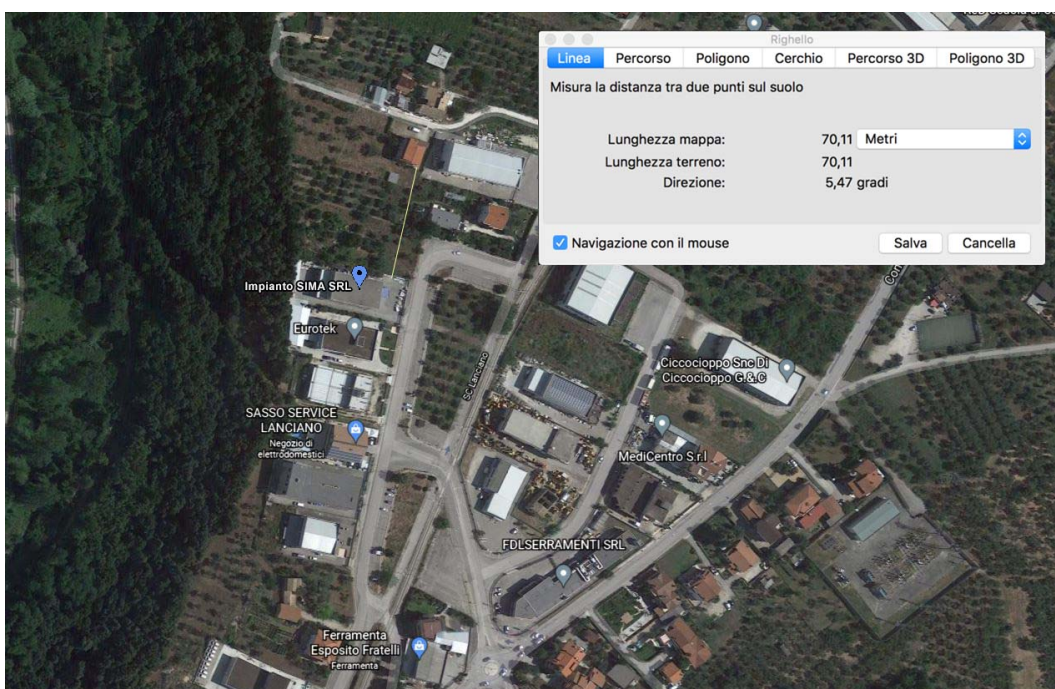 Righello
Linea
Percorso
Poligono
Cerchio
Percorso 3D
Poligono 3D
Misura la distanza tra due punti sul suolo
Lunghezza mappa: 70,11 Metri
Lunghezza terreno: 70,11
Direzione: 5,47 gradi
Navigazione con il mouse
Salva
Cancella
Impianto SIMA SRL
Eurotek
SC Lanciano
Ciccocioppo Snc Di
Ciccocioppo G.&.C
SASSO SERVICE
LANCIANO
Negozio di
elettrodomestici
MediCentro S.r.l
FDLSERRAMENTI SRL
Ferramenta
Esposito Fratelli
Ferramenta